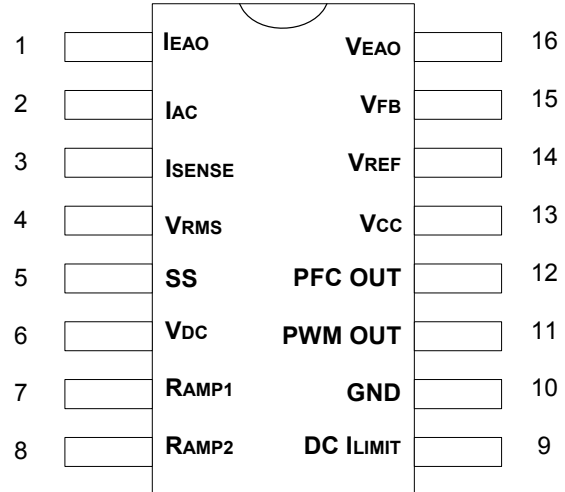 1 IEAO VEAO 16
2 IAC VFB 15
3 ISENSE VREF 14
4 VRMS VCC 13
5 SS PFC OUT 12
6 VDC PWM OUT 11
7 RAMP1 GND 10
8 RAMP2 DC ILIMIT 9